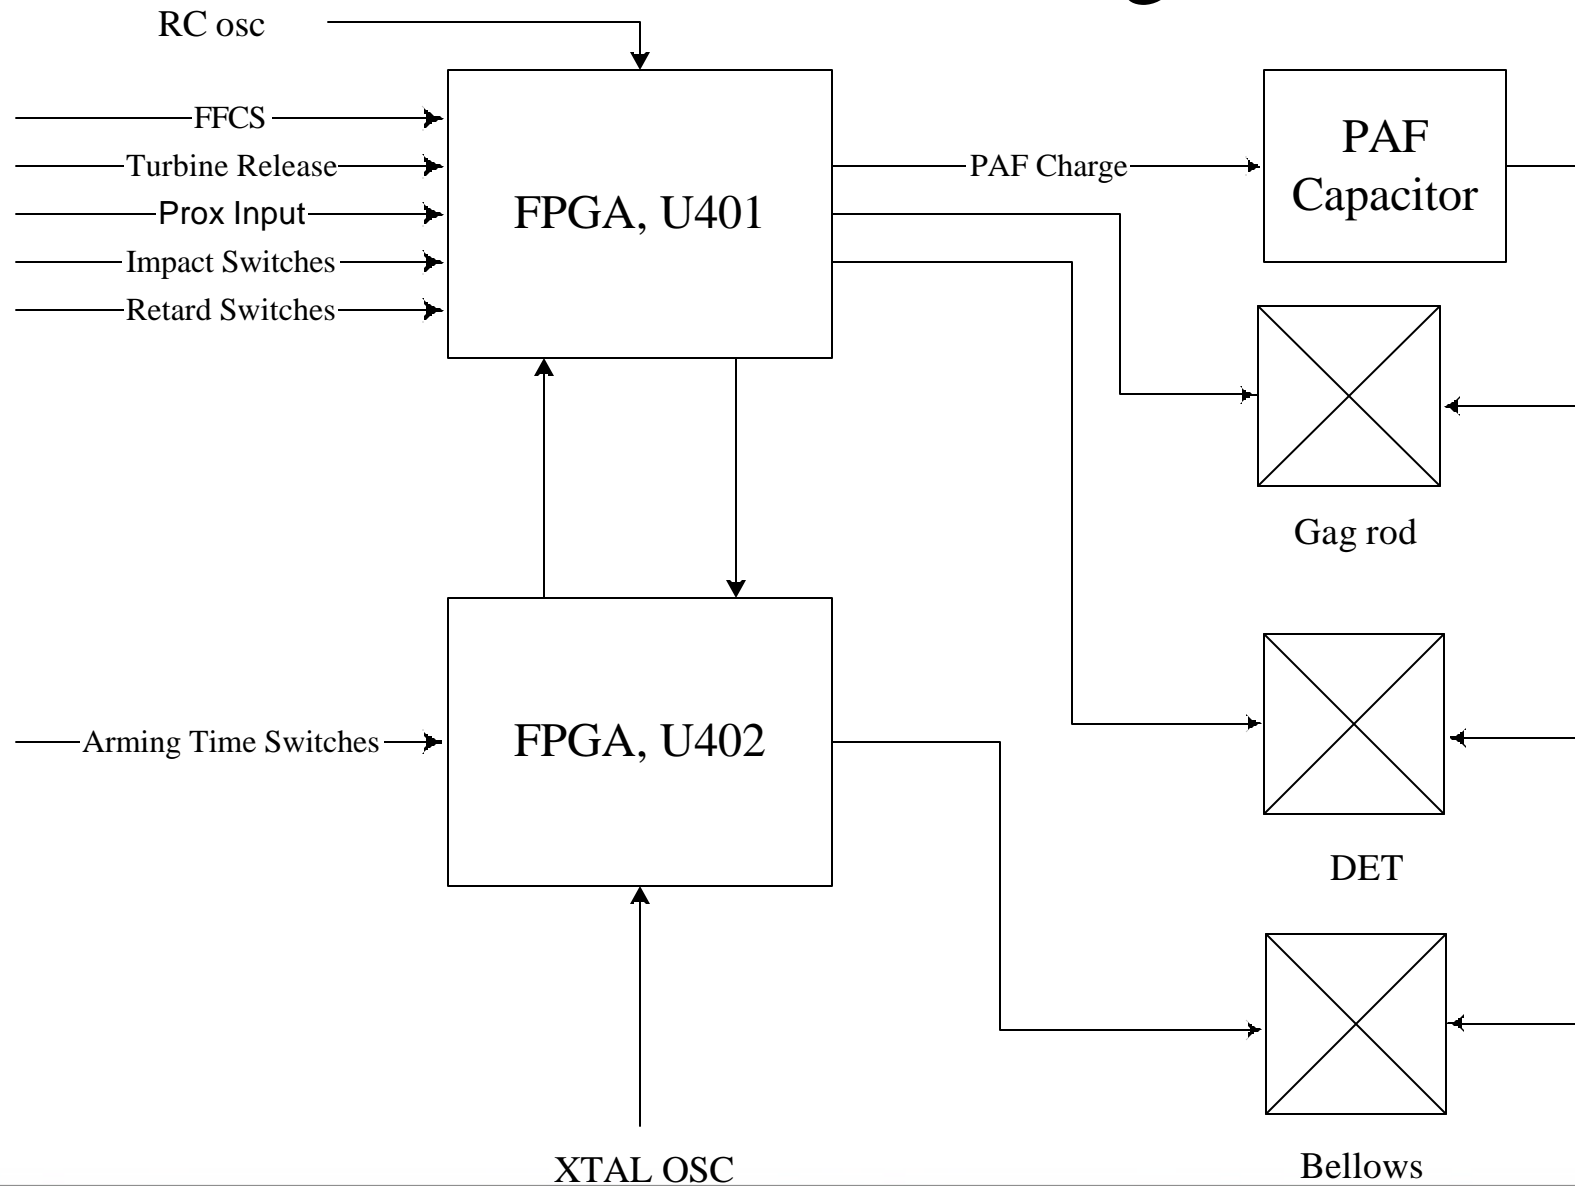 RC osc
FFCS
Turbine Release
Prox Input
Impact Switches
Retard Switches
FPGA, U401
PAF Charge
PAF
Capacitor
Gag rod
Arming Time Switches
FPGA, U402
DET
XTAL OSC
Bellows